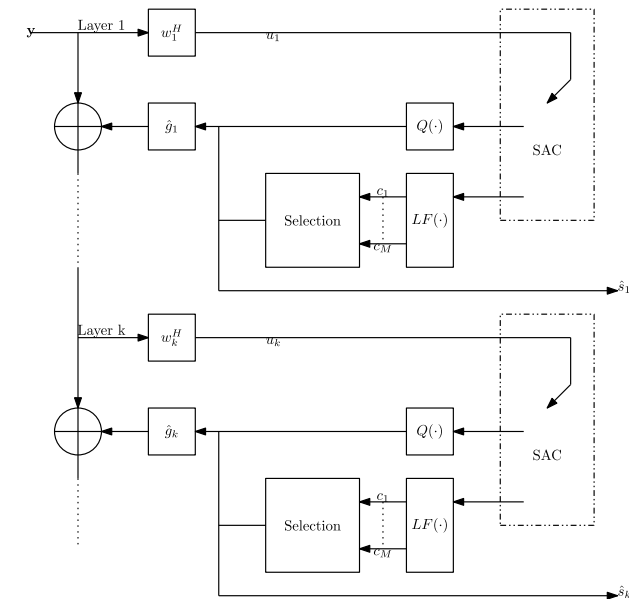 y Layer 1 w_1^H u_1
ĝ_1 Q(·)
SAC
c_1
Selection LF(·)
c_M
ŝ_1
Layer k w_k^H u_k
ĝ_k Q(·)
SAC
c_1
Selection LF(·)
c_M
ŝ_k